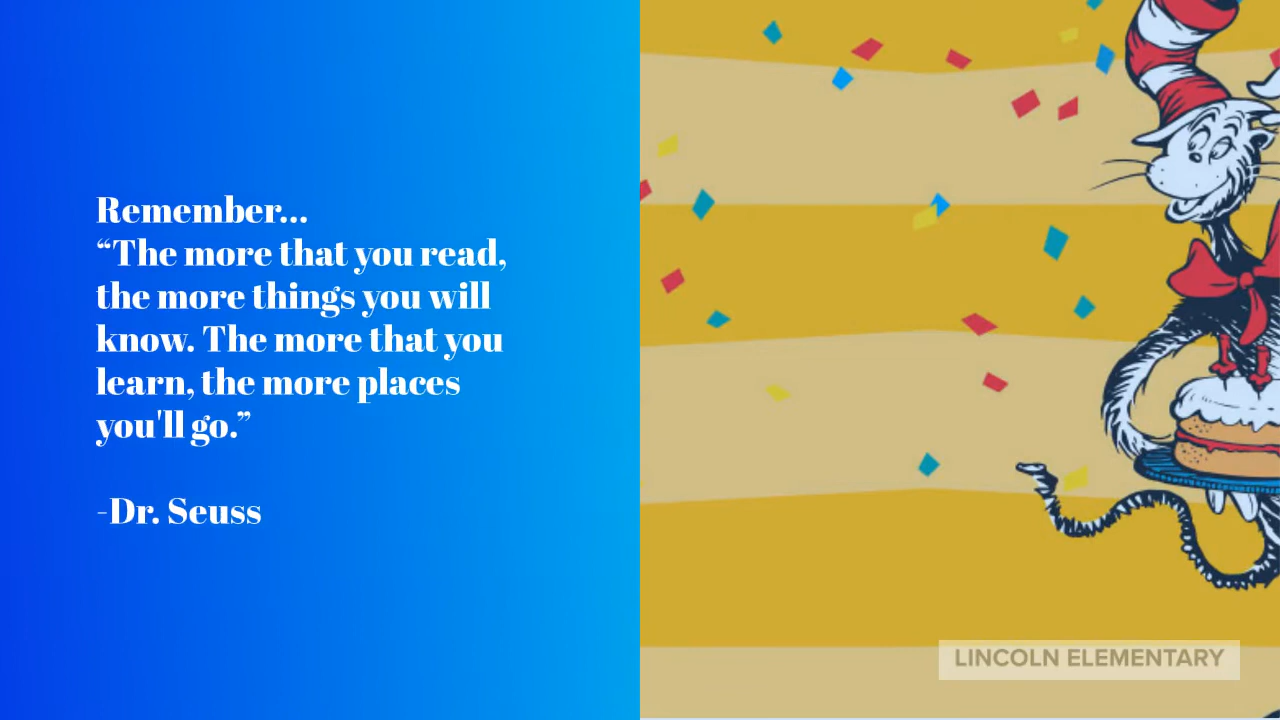 Remember...
“The more that you read,
the more things you will
know. The more that you
learn, the more places
you'll go.”
-Dr. Seuss
LINCOLN ELEMENTARY